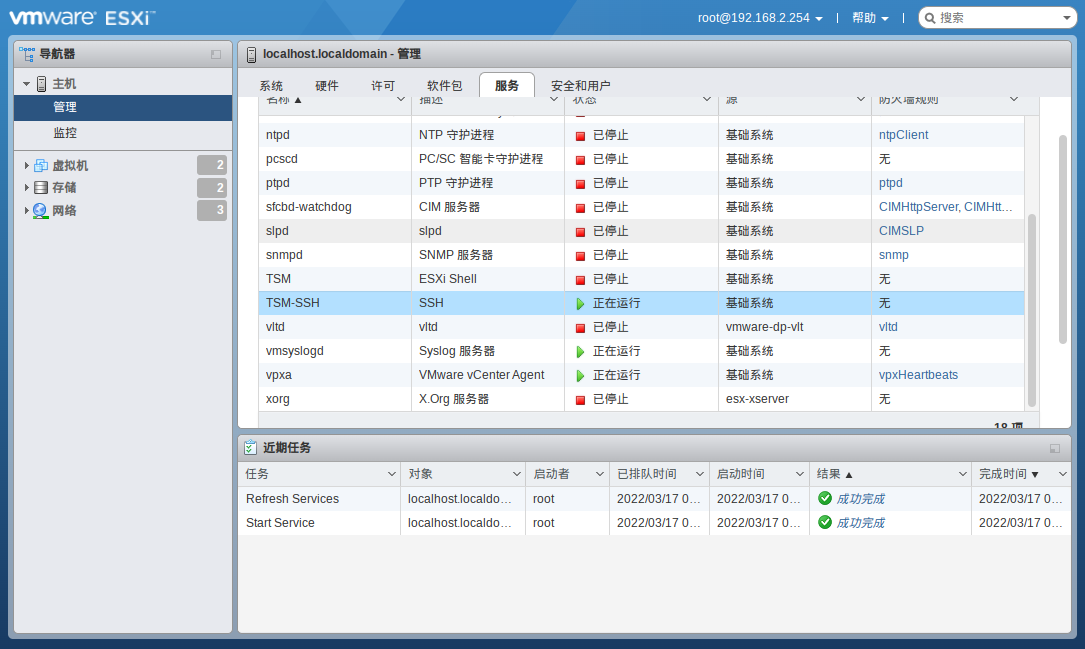 vmware ESXi™
root@192.168.2.254 | 帮助 | 搜索
导航器
主机
管理
监控
虚拟机 2
存储 2
网络 3
localhost.localdomain - 管理
系统 硬件 许可 软件包 服务 安全和用户
名称 ▲ 描述 状态 源 防火墙规则
ntpd NTP 守护进程 已停止 基础系统 ntpClient
pcscd PC/SC 智能卡守护进程 已停止 基础系统 无
ptpd PTP 守护进程 已停止 基础系统 ptpd
sfcbd-watchdog CIM 服务器 已停止 基础系统 CIMHttpServer, CIMHtt...
slpd slpd 已停止 基础系统 CIMSLP
snmpd SNMP 服务器 已停止 基础系统 snmp
TSM ESXi Shell 已停止 基础系统 无
TSM-SSH SSH 正在运行 基础系统 无
vltd vltd 已停止 vmware-dp-vlt vltd
vmsyslogd Syslog 服务器 正在运行 基础系统 无
vpxa VMware vCenter Agent 正在运行 基础系统 vpxHeartbeats
xorg X.Org 服务器 已停止 esx-xserver 无
18 项
近期任务
任务 对象 启动者 已排队时间 启动时间 结果 ▲ 完成时间 ▼
Refresh Services localhost.localdo... root 2022/03/17 0... 2022/03/17 0... 成功完成 2022/03/17 0...
Start Service localhost.localdo... root 2022/03/17 0... 2022/03/17 0... 成功完成 2022/03/17 0...